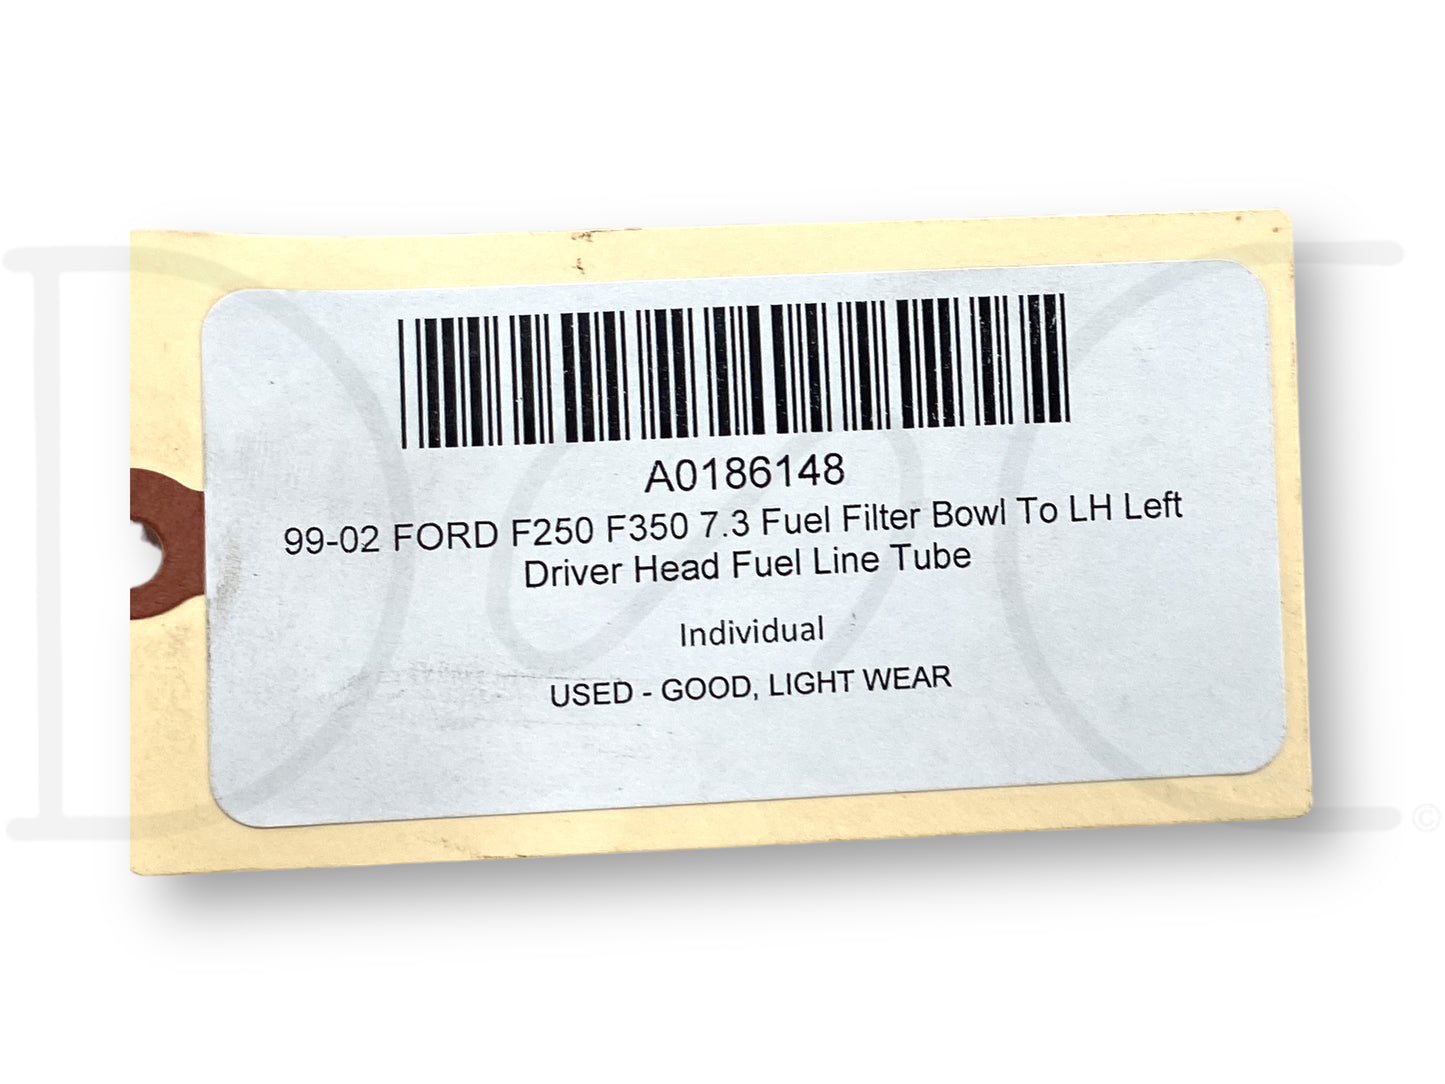 A0186148
99-02 FORD F250 F350 7.3 Fuel Filter Bowl To LH Left
Driver Head Fuel Line Tube
Individual
USED - GOOD, LIGHT WEAR
DOC
©